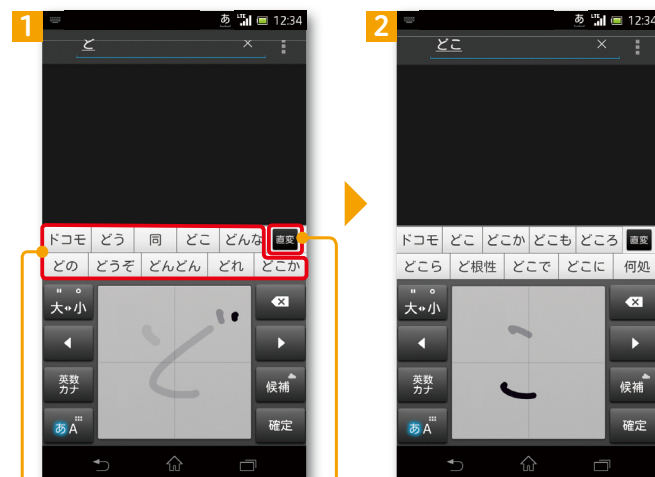 1
あ LTE 12:34
ど ×
ドコモ どう 同 どこ どんな 直変
どの どうぞ どんどん どれ どこか
大⇔小
ど
英数カナ
候補
あA
確定
2
あ LTE 12:34
どこ ×
ドコモ どこ どこか どこも どころ 直変
どこら ど根性 どこで どこに 何処
大⇔小
こ
英数カナ
候補
あA
確定